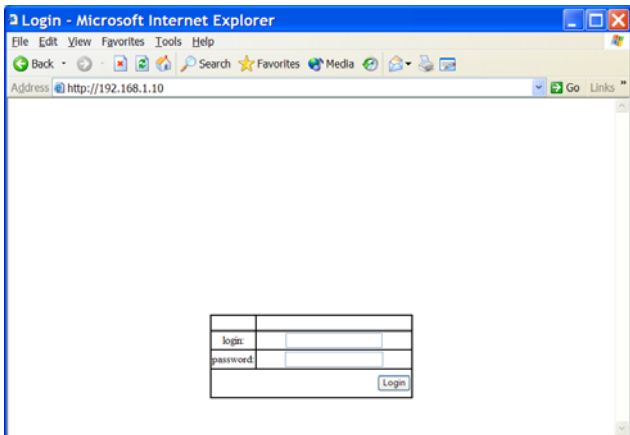 Login - Microsoft Internet Explorer
File Edit View Favorites Tools Help
Back Search Favorites Media
Address http://192.168.1.10 Go Links »
login:
password:
Login